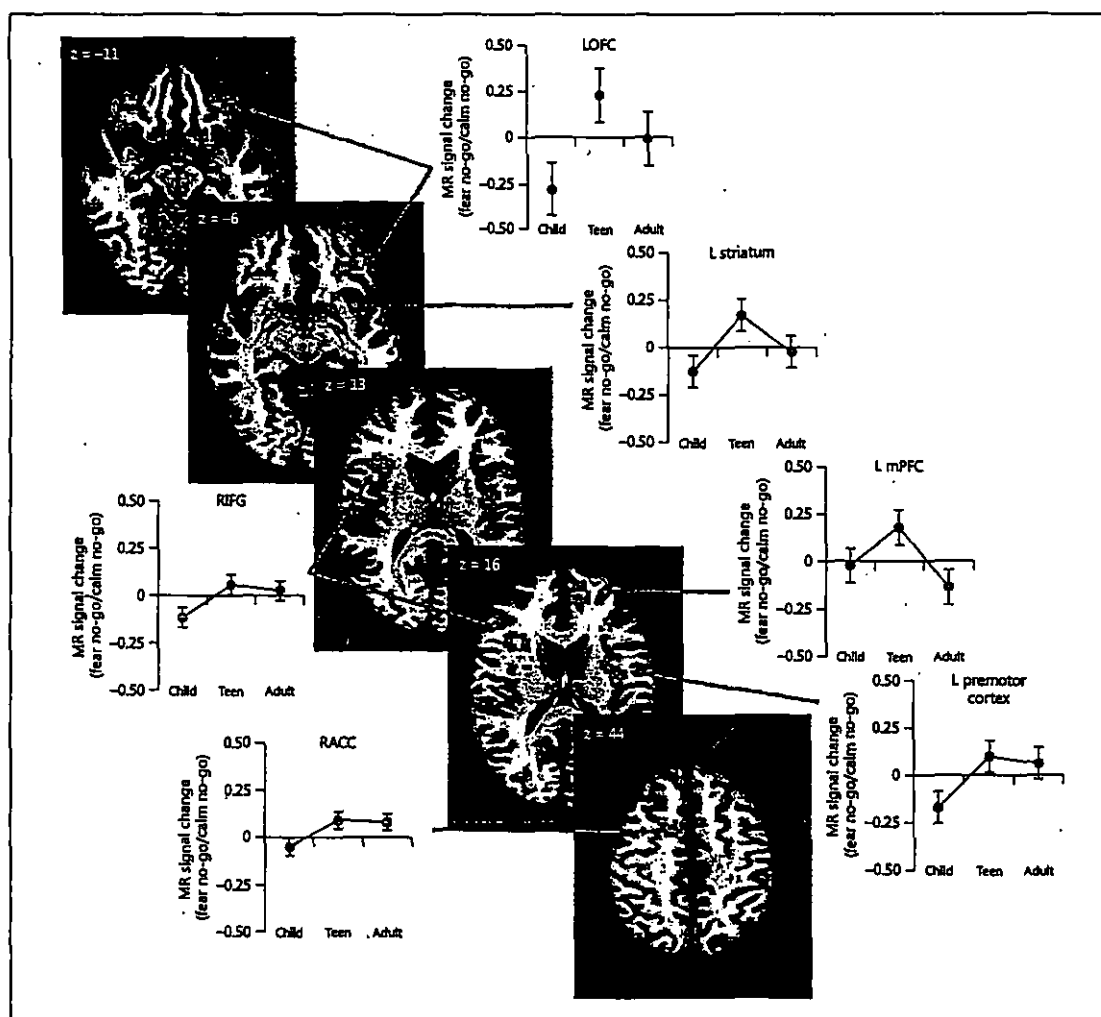 z = −11
LOFC
0.50
0.25
0
−0.25
−0.50
MR signal change
(fear no-go/calm no-go)
Child Teen Adult
z = −6
L striatum
0.50
0.25
0
−0.25
−0.50
MR signal change
(fear no-go/calm no-go)
Child Teen Adult
z = 13
L mPFC
0.50
0.25
0
−0.25
−0.50
MR signal change
(fear no-go/calm no-go)
Child Teen Adult
RIFG
0.50
0.25
0
−0.25
−0.50
MR signal change
(fear no-go/calm no-go)
Child Teen Adult
z = 16
L premotor
cortex
0.50
0.25
0
−0.25
−0.50
MR signal change
(fear no-go/calm no-go)
Child Teen Adult
RACC
0.50
0.25
0
−0.25
−0.50
MR signal change
(fear no-go/calm no-go)
Child Teen Adult
z = 44